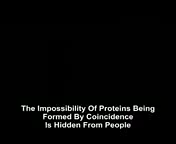 The Impossibility Of Proteins Being
Formed By Coincidence
Is Hidden From People